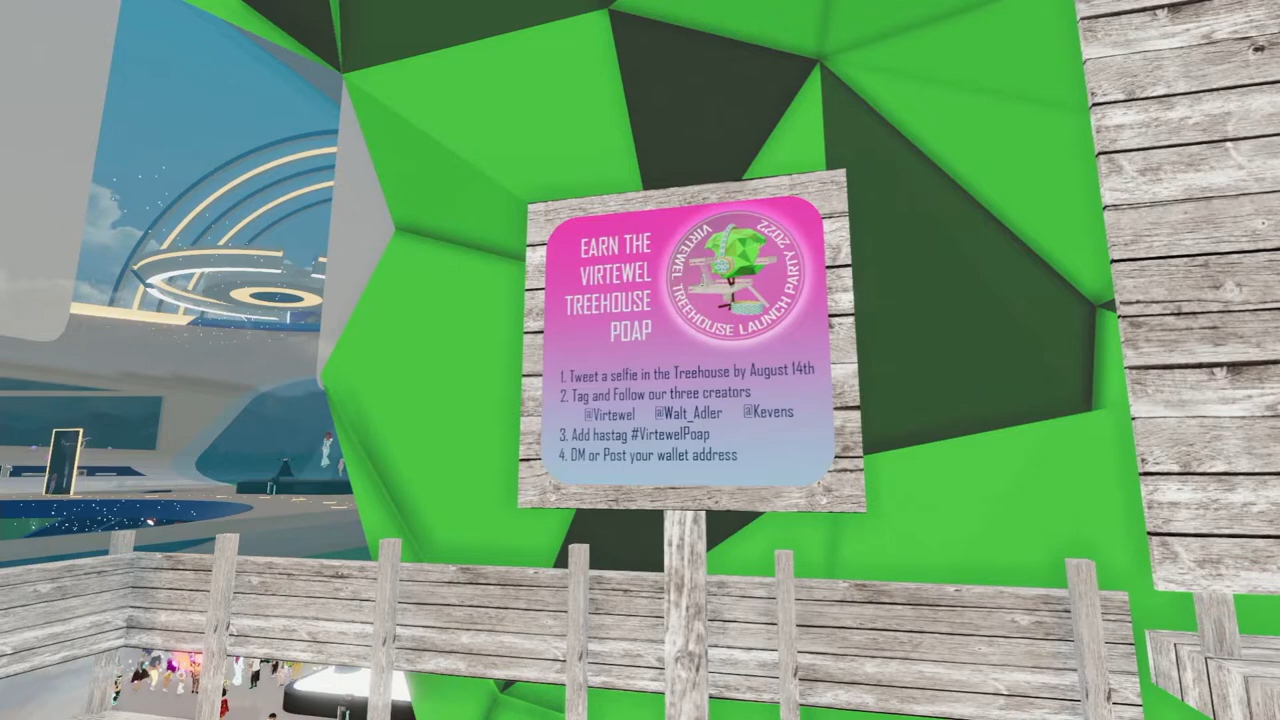 EARN THE
VIRTEWEL
TREEHOUSE
POAP
VIRTEWEL TREEHOUSE LAUNCH PARTY 2022
1. Tweet a selfie in the Treehouse by August 14th
2. Tag and Follow our three creators
@Virtewel @Walt_Adler @Kevens
3. Add hastag #VirtewelPoap
4. DM or Post your wallet address